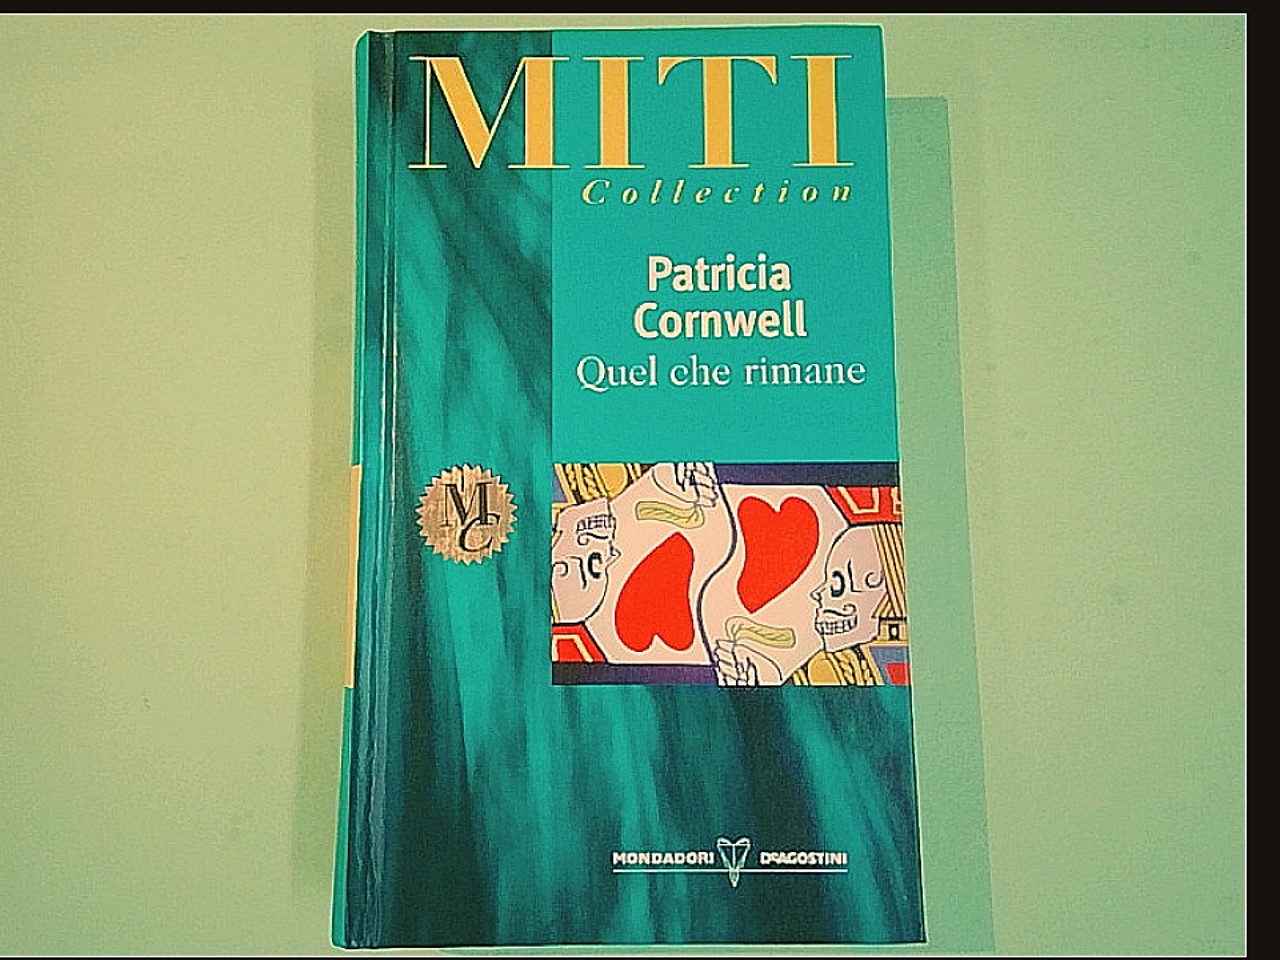 MITI
Collection
Patricia
Cornwell
Quel che rimane
MC
MONDADORI DeAGOSTINI